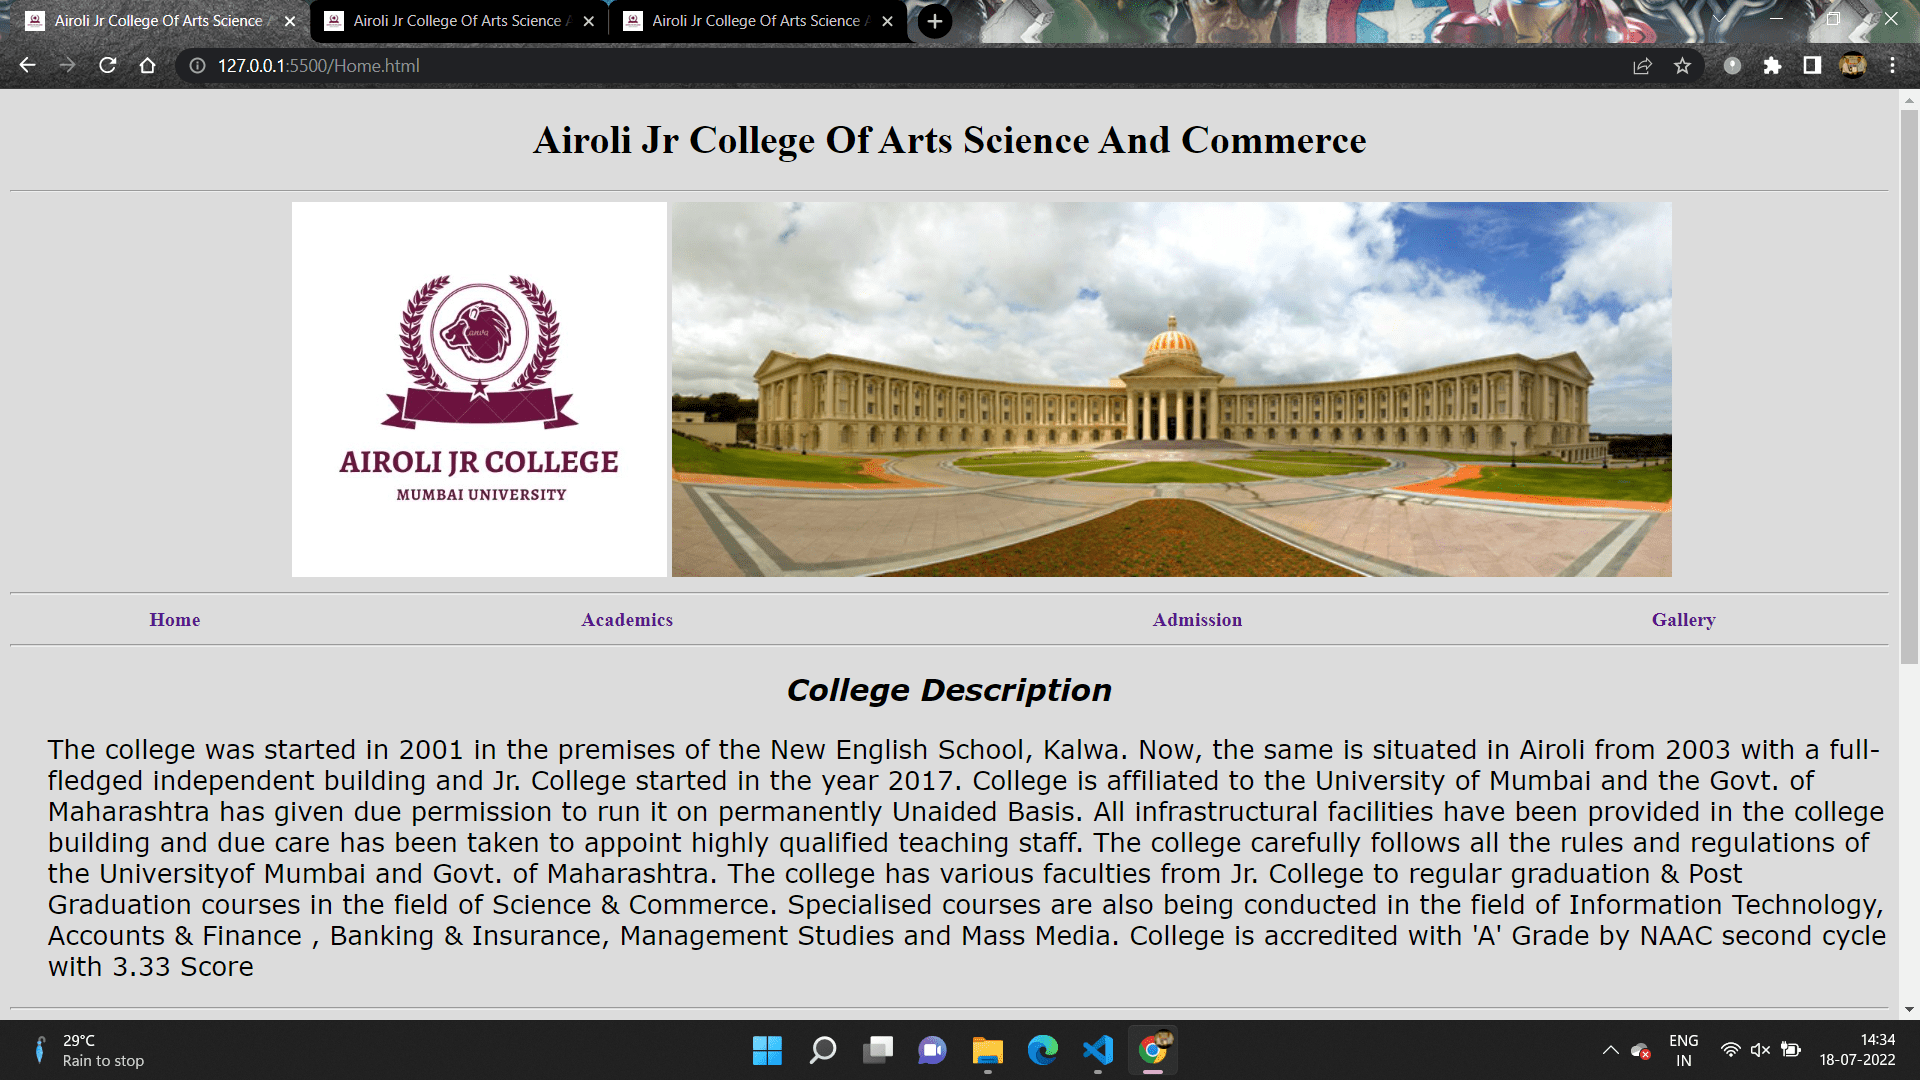 Airoli Jr College Of Arts Science
Airoli Jr College Of Arts Science
Airoli Jr College Of Arts Science
127.0.0.1:5500/Home.html
Airoli Jr College Of Arts Science And Commerce
Canva
AIROLI JR COLLEGE
MUMBAI UNIVERSITY
Home Academics Admission Gallery
College Description
The college was started in 2001 in the premises of the New English School, Kalwa. Now, the same is situated in Airoli from 2003 with a full-
fledged independent building and Jr. College started in the year 2017. College is affiliated to the University of Mumbai and the Govt. of
Maharashtra has given due permission to run it on permanently Unaided Basis. All infrastructural facilities have been provided in the college
building and due care has been taken to appoint highly qualified teaching staff. The college carefully follows all the rules and regulations of
the Universityof Mumbai and Govt. of Maharashtra. The college has various faculties from Jr. College to regular graduation & Post
Graduation courses in the field of Science & Commerce. Specialised courses are also being conducted in the field of Information Technology,
Accounts & Finance , Banking & Insurance, Management Studies and Mass Media. College is accredited with 'A' Grade by NAAC second cycle
with 3.33 Score
29°C
Rain to stop
ENG
IN
14:34
18-07-2022